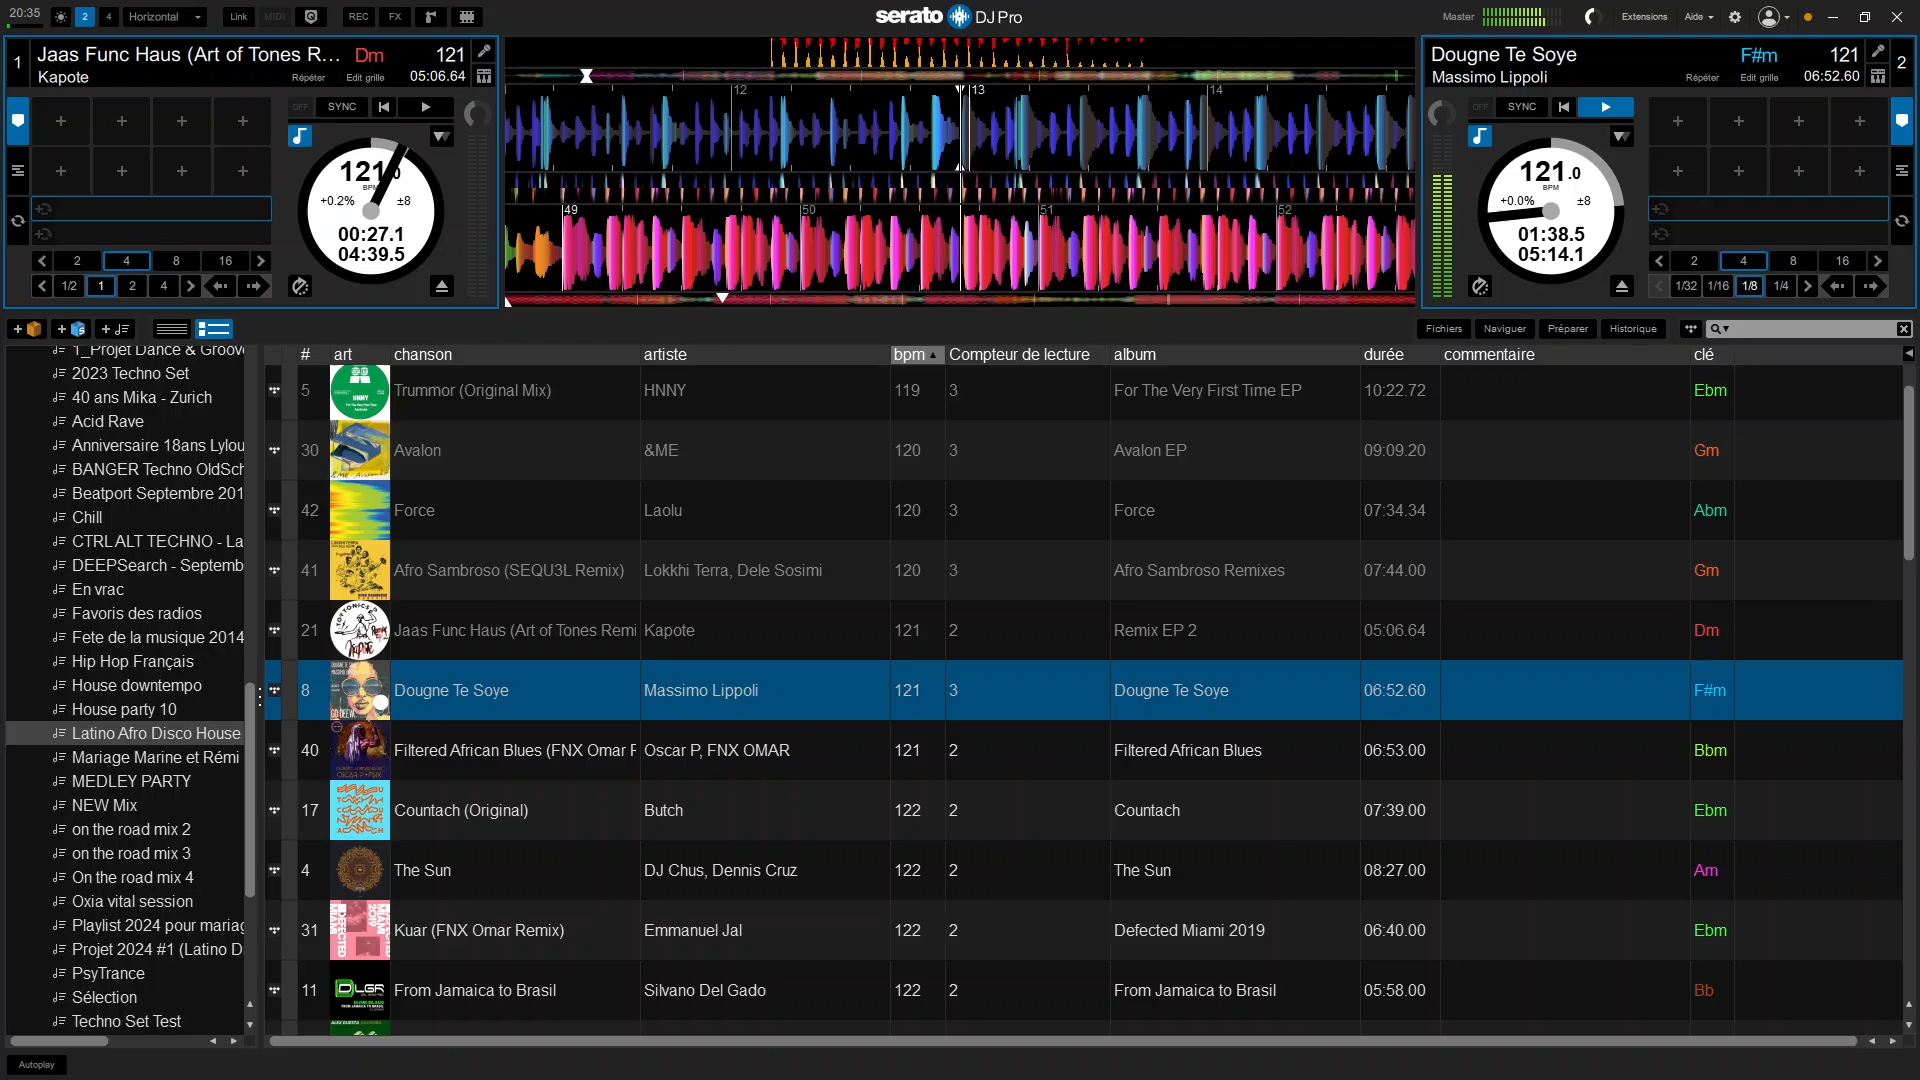 20:35
2
4
Horizontal
Link
MIDI
REC
FX
serato DJ Pro
Master
Extensions
Aide
1
Jaas Func Haus (Art of Tones R...
Dm
121
Kapote
Répéter
Edit grille
05:06.64
OFF
SYNC
121.0
BPM
+0.2%
±8
00:27.1
04:39.5
2
4
8
16
1/2
1
2
4
12
13
14
49
50
51
52
Dougne Te Soye
F#m
121
2
Massimo Lippoli
Répéter
Edit grille
06:52.60
OFF
SYNC
121.0
BPM
+0.0%
±8
01:38.5
05:14.1
2
4
8
16
1/32
1/16
1/8
1/4
Fichiers
Naviguer
Préparer
Historique
1_Projet Dance & Groove
2023 Techno Set
40 ans Mika - Zurich
Acid Rave
Anniversaire 18ans Lylou
BANGER Techno OldSch
Beatport Septembre 201
Chill
CTRL ALT TECHNO - La
DEEPSearch - Septemb
En vrac
Favoris des radios
Fete de la musique 2014
Hip Hop Français
House downtempo
House party 10
Latino Afro Disco House
Mariage Marine et Rémi
MEDLEY PARTY
NEW Mix
on the road mix 2
on the road mix 3
On the road mix 4
Oxia vital session
Playlist 2024 pour mariag
Projet 2024 #1 (Latino D
PsyTrance
Sélection
Techno Set Test
# art chanson artiste bpm Compteur de lecture album durée commentaire clé
5 Trummor (Original Mix) HNNY 119 3 For The Very First Time EP 10:22.72 Ebm
30 Avalon &ME 120 3 Avalon EP 09:09.20 Gm
42 Force Laolu 120 3 Force 07:34.34 Abm
41 Afro Sambroso (SEQU3L Remix) Lokkhi Terra, Dele Sosimi 120 3 Afro Sambroso Remixes 07:44.00 Gm
21 Jaas Func Haus (Art of Tones Remi Kapote 121 2 Remix EP 2 05:06.64 Dm
8 Dougne Te Soye Massimo Lippoli 121 3 Dougne Te Soye 06:52.60 F#m
40 Filtered African Blues (FNX Omar R Oscar P, FNX OMAR 121 2 Filtered African Blues 06:53.00 Bbm
17 Countach (Original) Butch 122 2 Countach 07:39.00 Ebm
4 The Sun DJ Chus, Dennis Cruz 122 2 The Sun 08:27.00 Am
31 Kuar (FNX Omar Remix) Emmanuel Jal 122 2 Defected Miami 2019 06:40.00 Ebm
11 From Jamaica to Brasil Silvano Del Gado 122 2 From Jamaica to Brasil 05:58.00 Bb
Autoplay